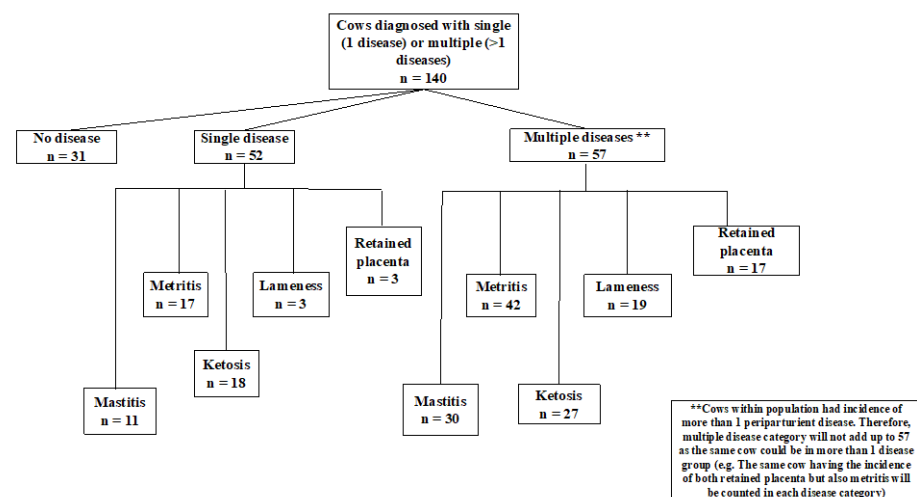 Cows diagnosed with single
(1 disease) or multiple (>1
diseases)
n = 140
No disease
n = 31
Single disease
n = 52
Multiple diseases **
n = 57
Mastitis
n = 11
Metritis
n = 17
Ketosis
n = 18
Lameness
n = 3
Retained
placenta
n = 3
Mastitis
n = 30
Metritis
n = 42
Ketosis
n = 27
Lameness
n = 19
Retained
placenta
n = 17
**Cows within population had incidence of
more than 1 periparturient disease. Therefore,
multiple disease category will not add up to 57
as the same cow could be in more than 1 disease
group (e.g. The same cow having the incidence
of both retained placenta but also metritis will
be counted in each disease category)